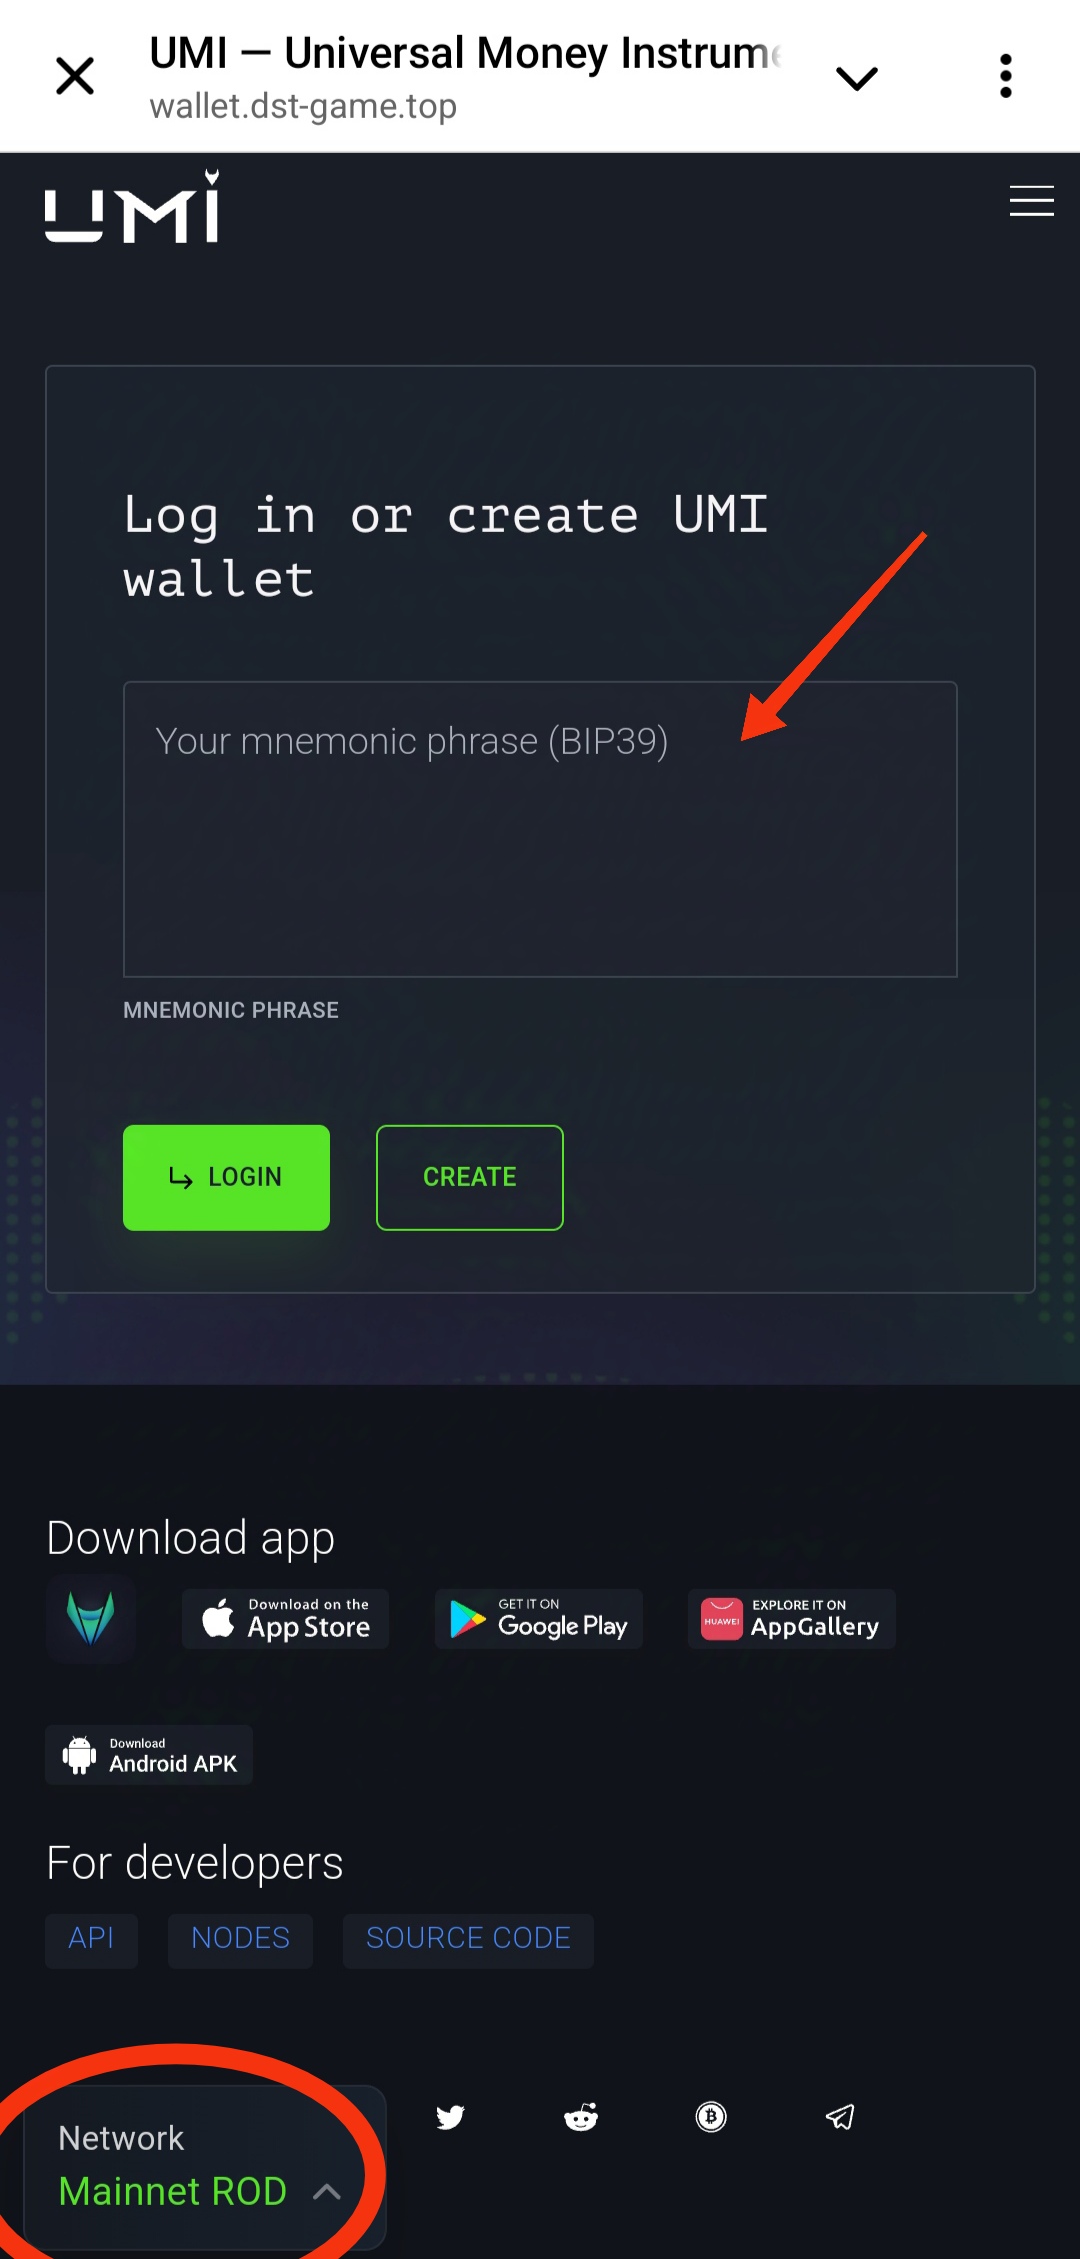 UMI — Universal Money Instrum
wallet.dst-game.top
UMI
Log in or create UMI
wallet
Your mnemonic phrase (BIP39)
MNEMONIC PHRASE
LOGIN
CREATE
Download app
Download on the
App Store
GET IT ON
Google Play
HUAWEI
EXPLORE IT ON
AppGallery
Download
Android APK
For developers
API
NODES
SOURCE CODE
Network
Mainnet ROD